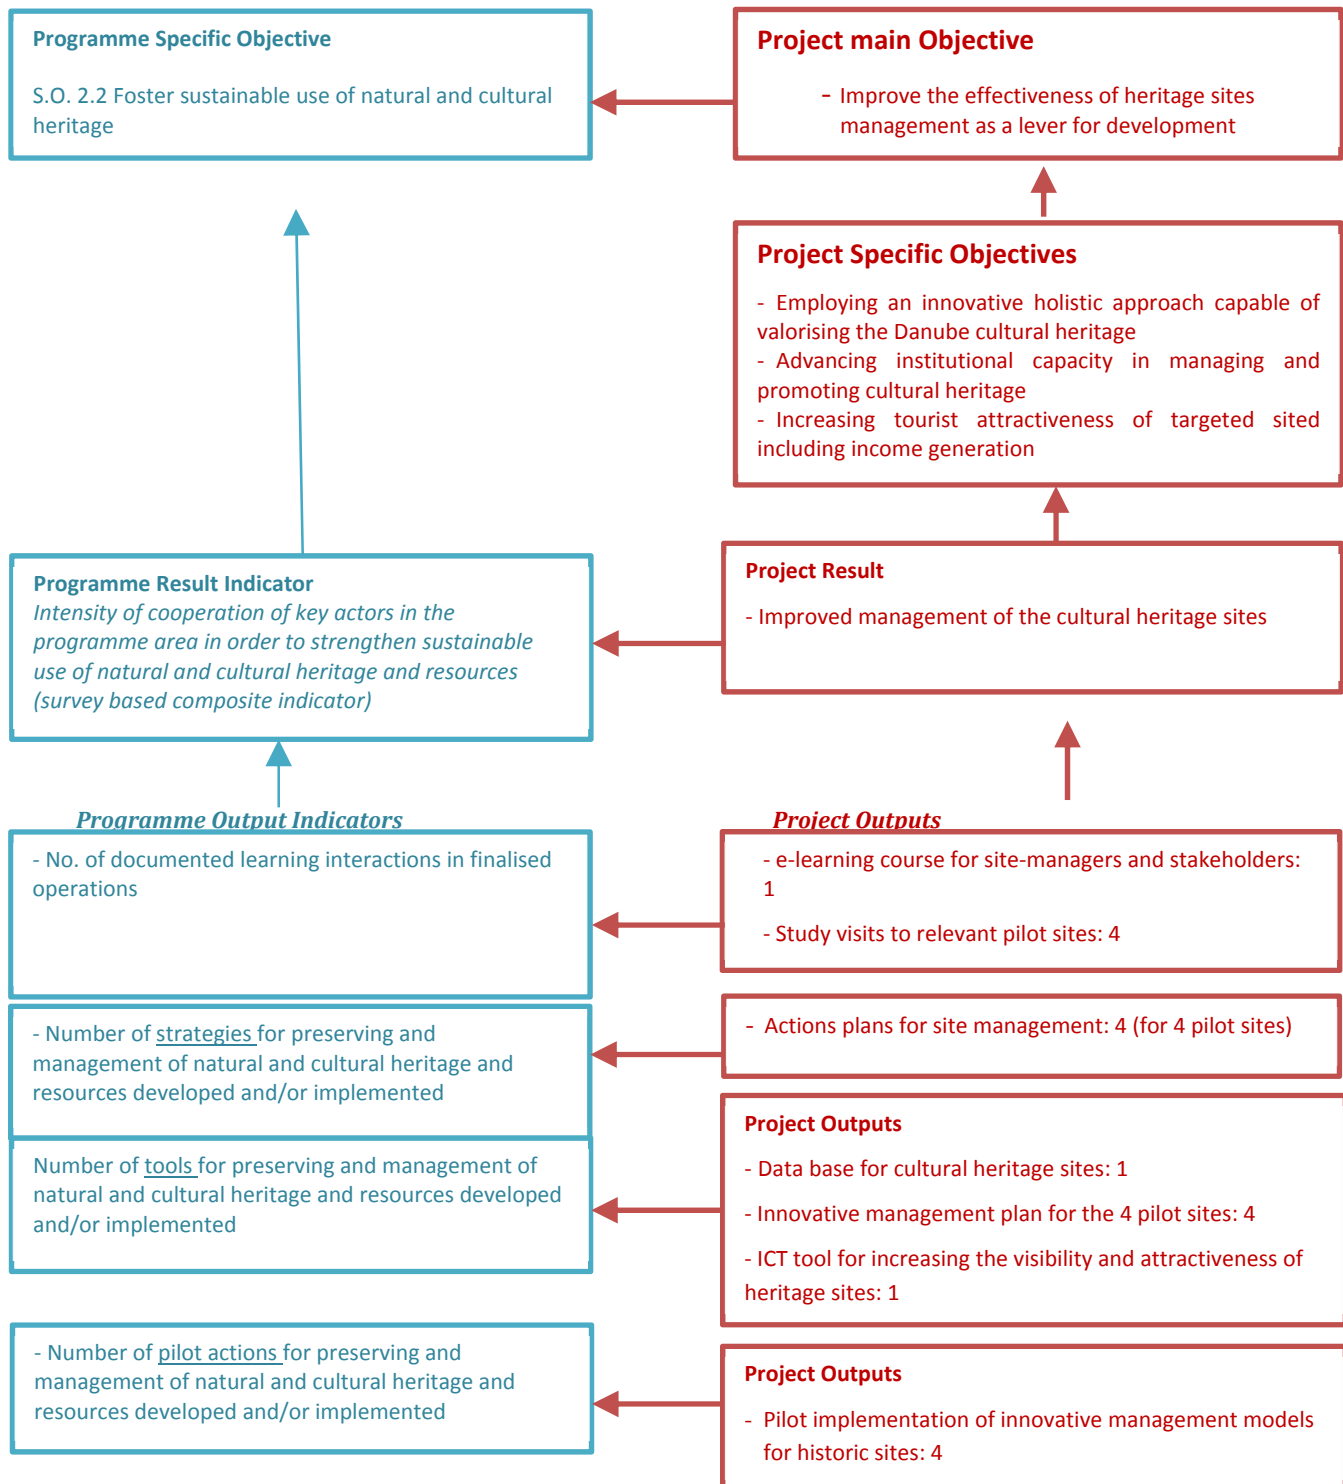 Programme Specific Objective
S.O. 2.2 Foster sustainable use of natural and cultural
heritage
Project main Objective
- Improve the effectiveness of heritage sites
management as a lever for development
Project Specific Objectives
- Employing an innovative holistic approach capable of
valorising the Danube cultural heritage
- Advancing institutional capacity in managing and
promoting cultural heritage
- Increasing tourist attractiveness of targeted sited
including income generation
Programme Result Indicator
Intensity of cooperation of key actors in the
programme area in order to strengthen sustainable
use of natural and cultural heritage and resources
(survey based composite indicator)
Project Result
- Improved management of the cultural heritage sites
Programme Output Indicators
- No. of documented learning interactions in finalised
operations
Project Outputs
- e-learning course for site-managers and stakeholders:
1
- Study visits to relevant pilot sites: 4
- Number of strategies for preserving and
management of natural and cultural heritage and
resources developed and/or implemented
- Actions plans for site management: 4 (for 4 pilot sites)
Number of tools for preserving and management of
natural and cultural heritage and resources developed
and/or implemented
Project Outputs
- Data base for cultural heritage sites: 1
- Innovative management plan for the 4 pilot sites: 4
- ICT tool for increasing the visibility and attractiveness of
heritage sites: 1
- Number of pilot actions for preserving and
management of natural and cultural heritage and
resources developed and/or implemented
Project Outputs
- Pilot implementation of innovative management models
for historic sites: 4